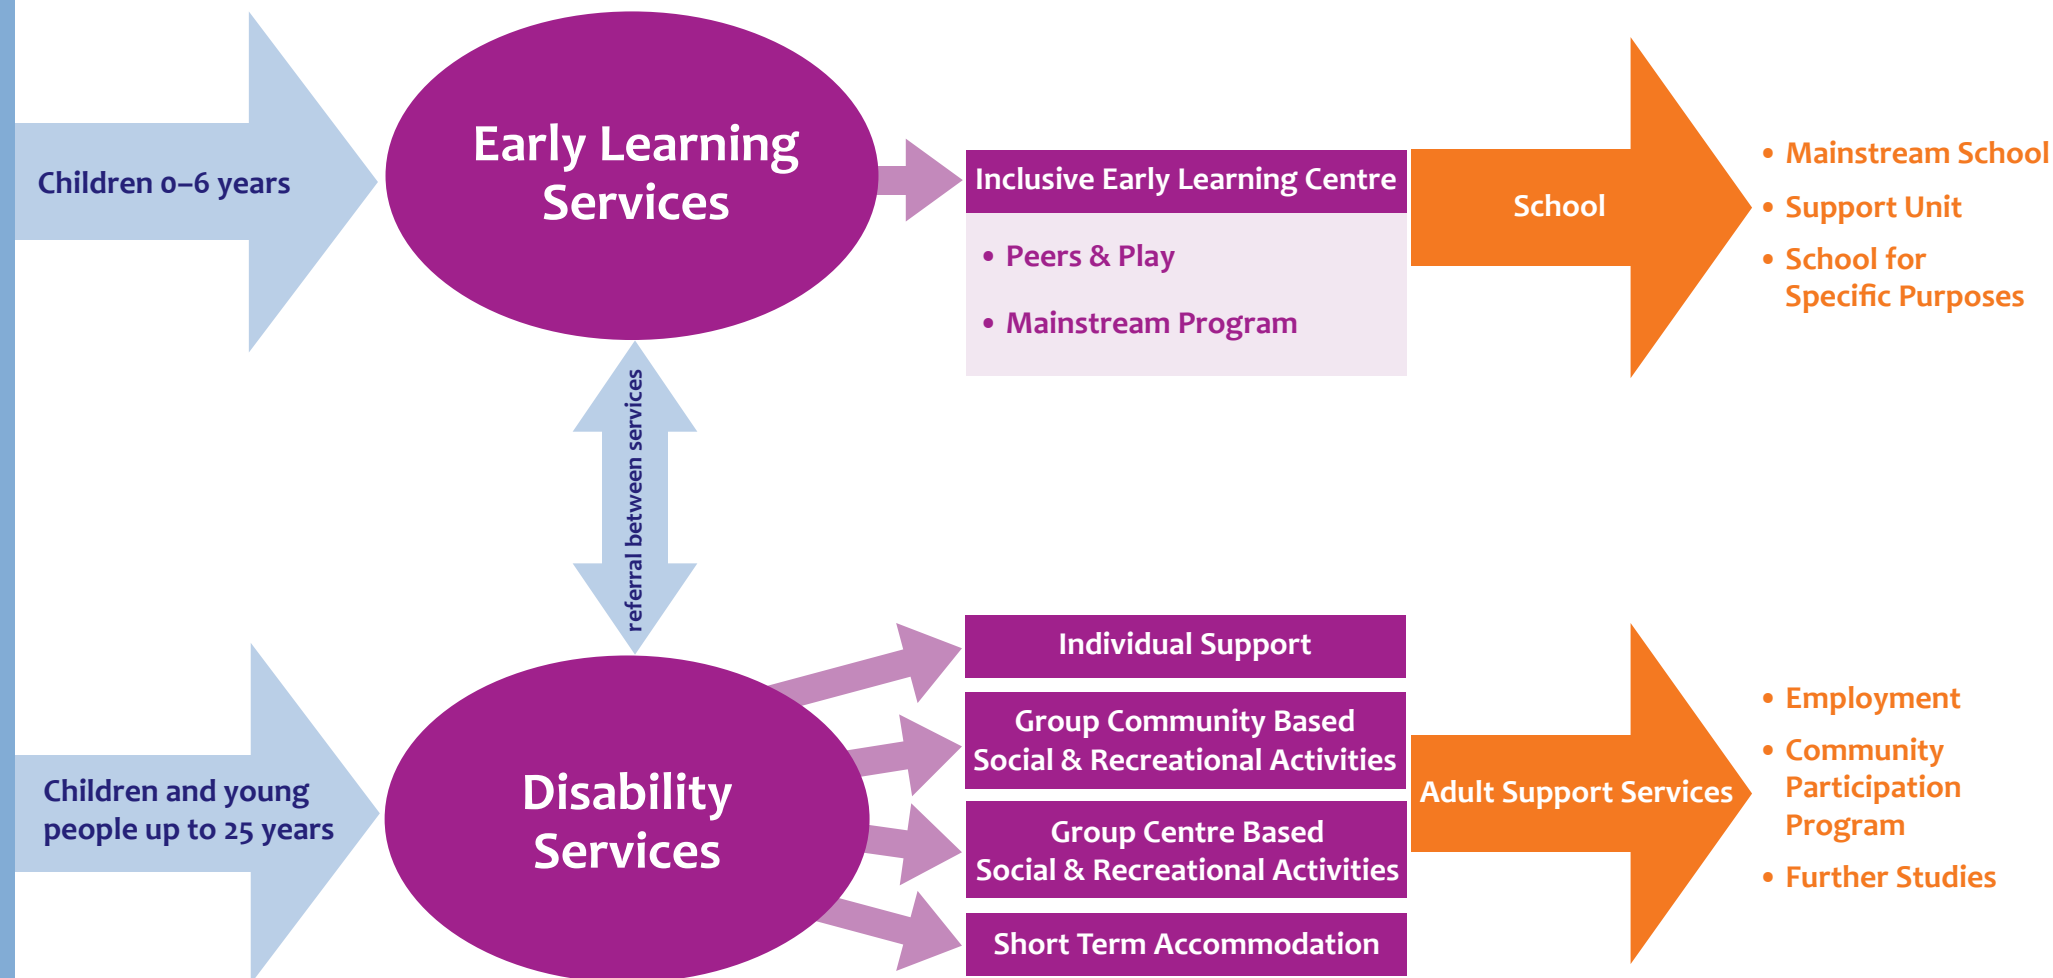 Children 0–6 years
Early Learning
Services
Inclusive Early Learning Centre
• Peers & Play
• Mainstream Program
School
• Mainstream School
• Support Unit
• School for
Specific Purposes
referral between services
Children and young
people up to 25 years
Disability
Services
Individual Support
Group Community Based
Social & Recreational Activities
Group Centre Based
Social & Recreational Activities
Short Term Accommodation
Adult Support Services
• Employment
• Community
Participation
Program
• Further Studies